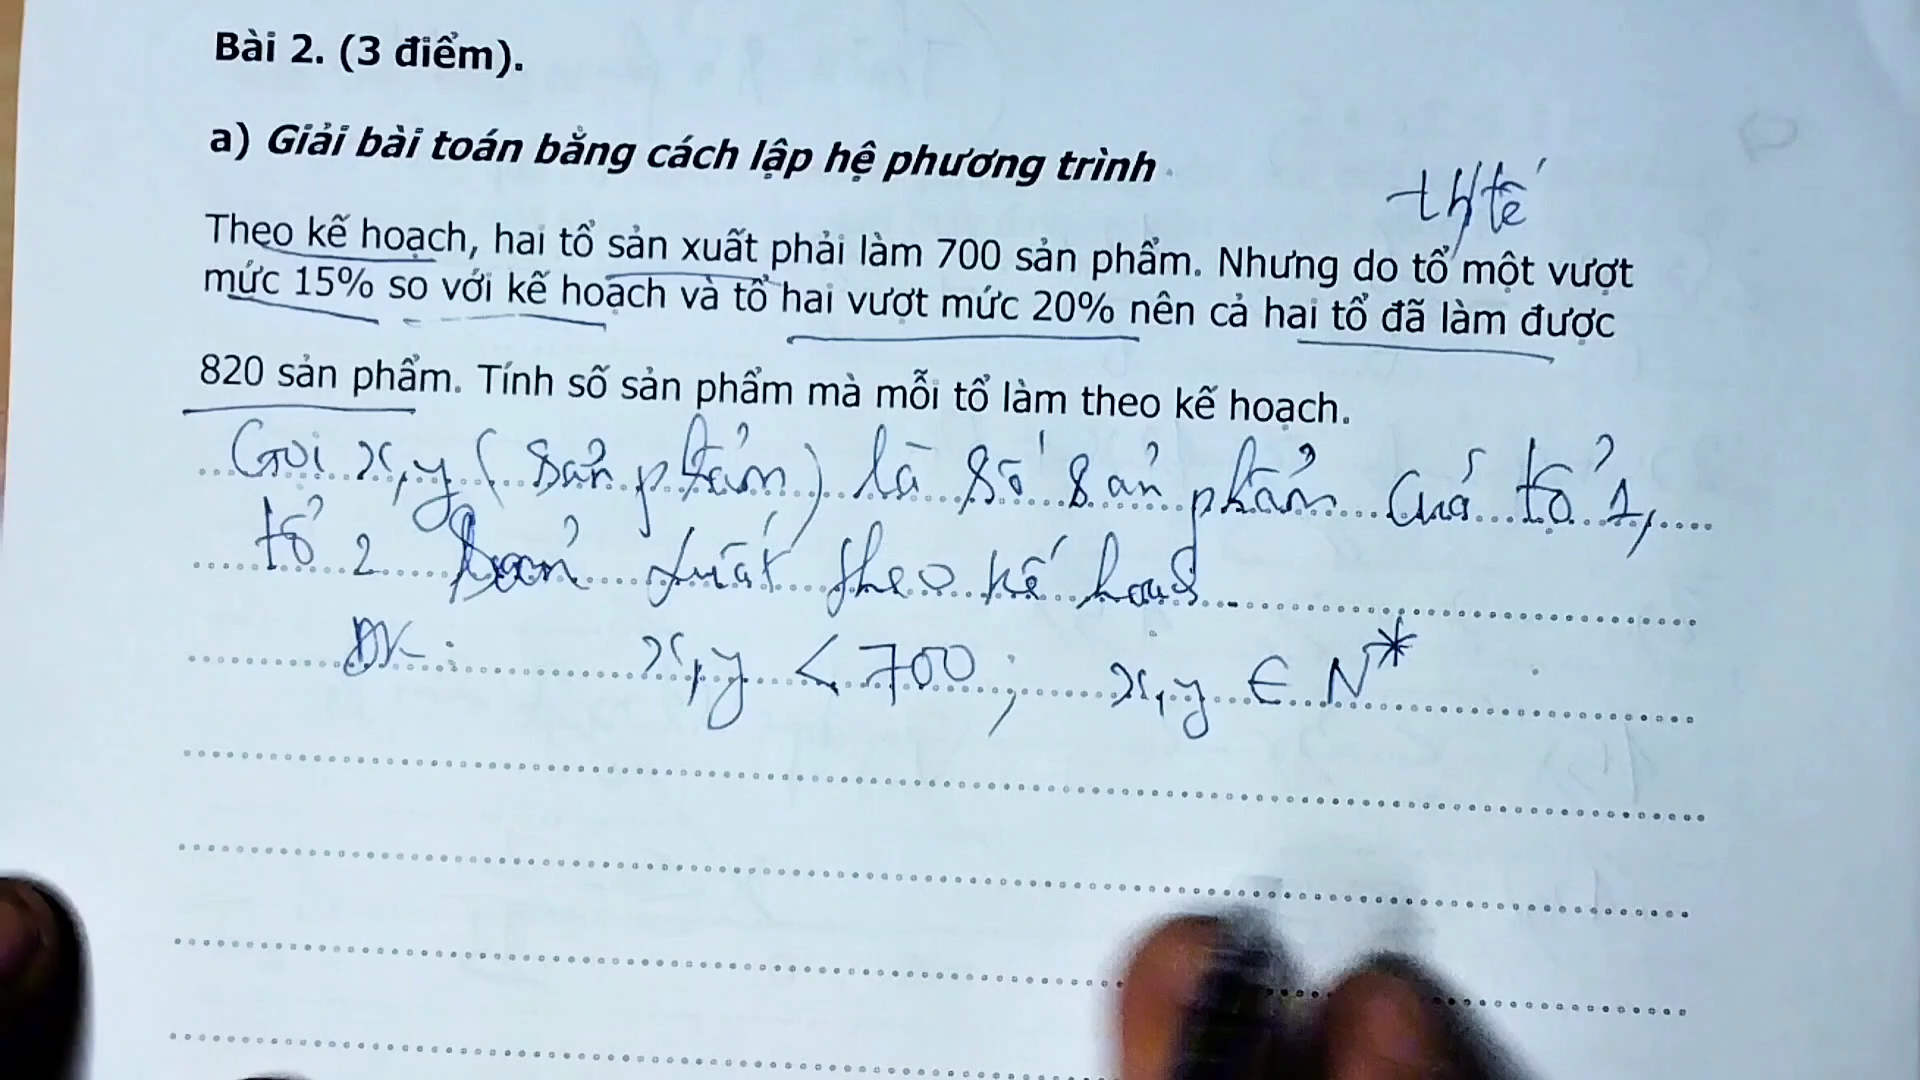 Bài 2. (3 điểm).
a) Giải bài toán bằng cách lập hệ phương trình
th/tế
Theo kế hoạch, hai tổ sản xuất phải làm 700 sản phẩm. Nhưng do tổ một vượt
mức 15% so với kế hoạch và tổ hai vượt mức 20% nên cả hai tổ đã làm được
820 sản phẩm. Tính số sản phẩm mà mỗi tổ làm theo kế hoạch.
Gọi x,y (sản phẩm) là số sản phẩm của tổ 1,
tổ 2 sản xuất theo kế hoạch
ĐK: x,y < 700; x,y ∈ N*